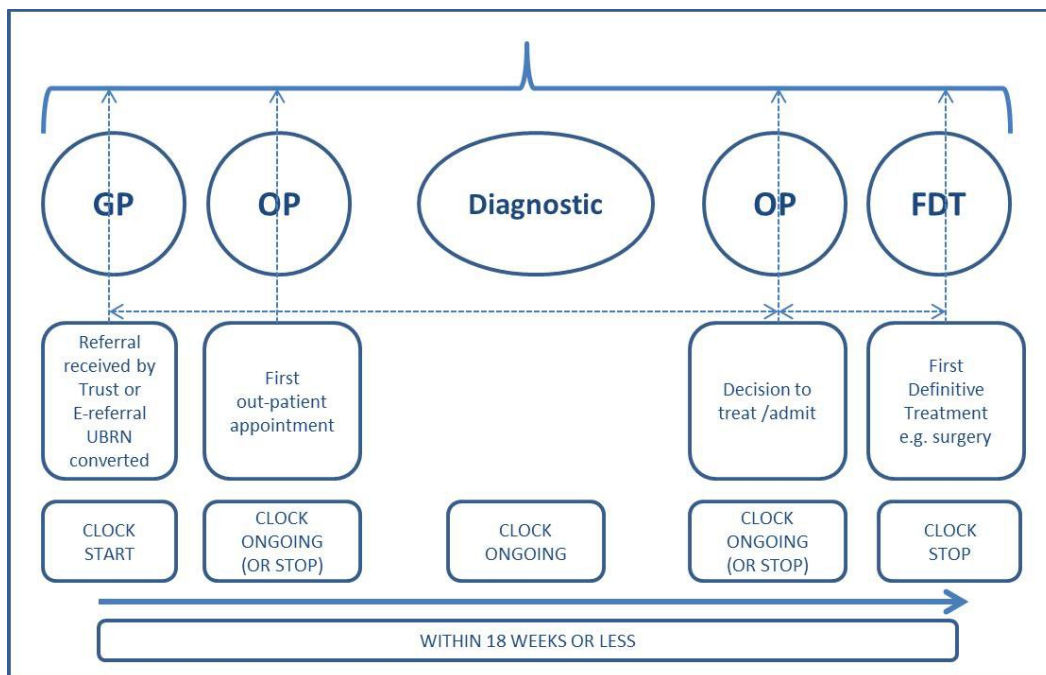 GP
OP
Diagnostic
OP
FDT
Referral
received by
Trust or
E-referral
UBRN
converted
First
out-patient
appointment
Decision to
treat /admit
First
Definitive
Treatment
e.g. surgery
CLOCK
START
CLOCK
ONGOING
(OR STOP)
CLOCK
ONGOING
CLOCK
ONGOING
(OR STOP)
CLOCK
STOP
WITHIN 18 WEEKS OR LESS